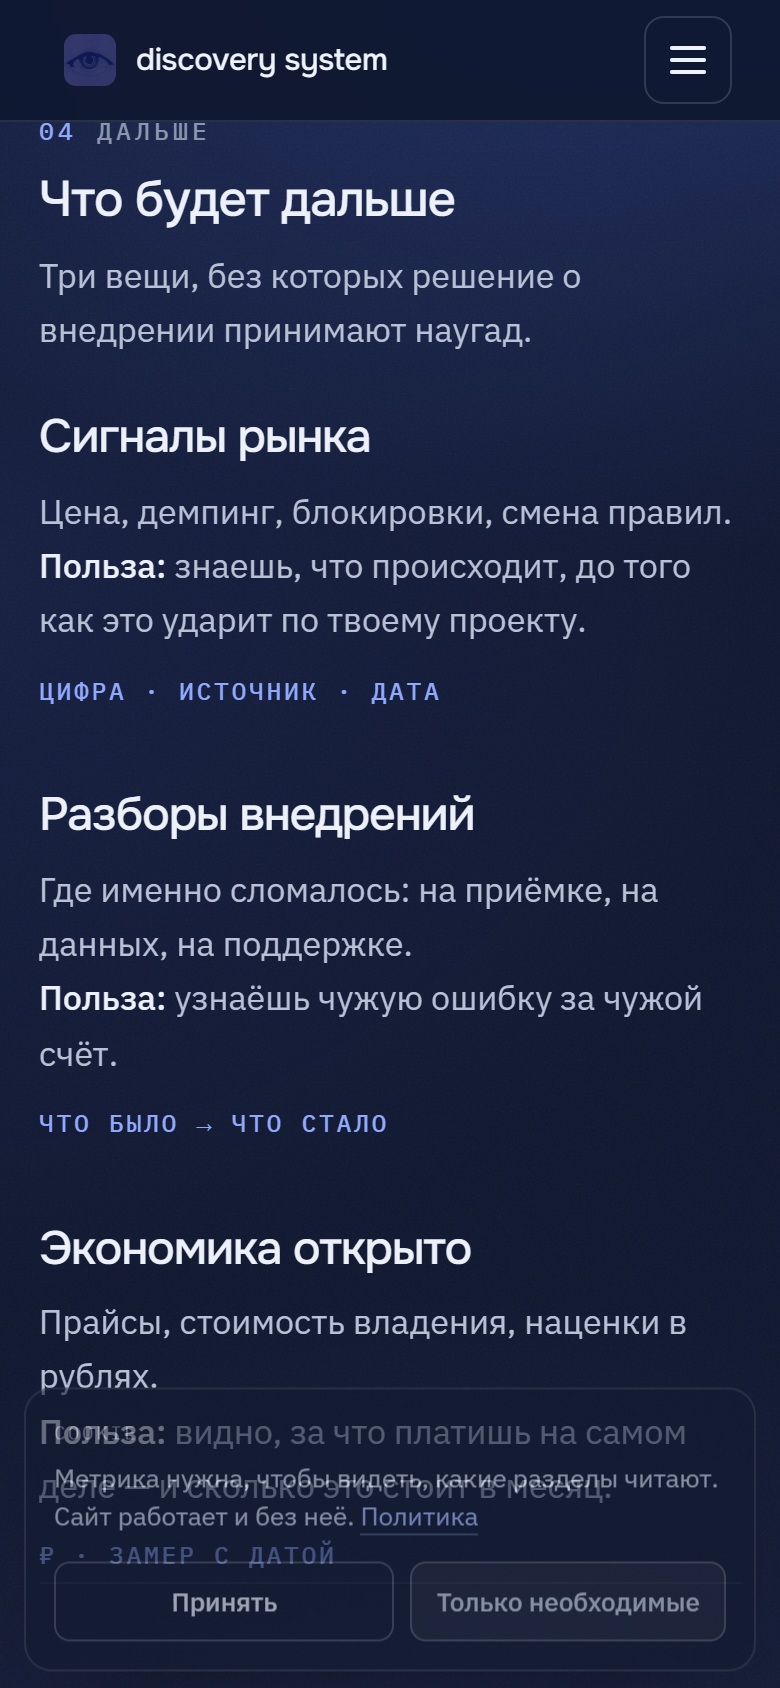 discovery system
04 ДАЛЬШЕ
Что будет дальше
Три вещи, без которых решение о
внедрении принимают наугад.
Сигналы рынка
Цена, демпинг, блокировки, смена правил.
Польза: знаешь, что происходит, до того
как это ударит по твоему проекту.
ЦИФРА · ИСТОЧНИК · ДАТА
Разборы внедрений
Где именно сломалось: на приёмке, на
данных, на поддержке.
Польза: узнаёшь чужую ошибку за чужой
счёт.
ЧТО БЫЛО → ЧТО СТАЛО
Экономика открыто
Прайсы, стоимость владения, наценки в
рублях.
Польза: видно, за что платишь на самом
деле — и сколько это стоит в месяц.
₽ · ЗАМЕР С ДАТОЙ
COOKIE
Метрика нужна, чтобы видеть, какие разделы читают.
Сайт работает и без неё. Политика
Принять
Только необходимые